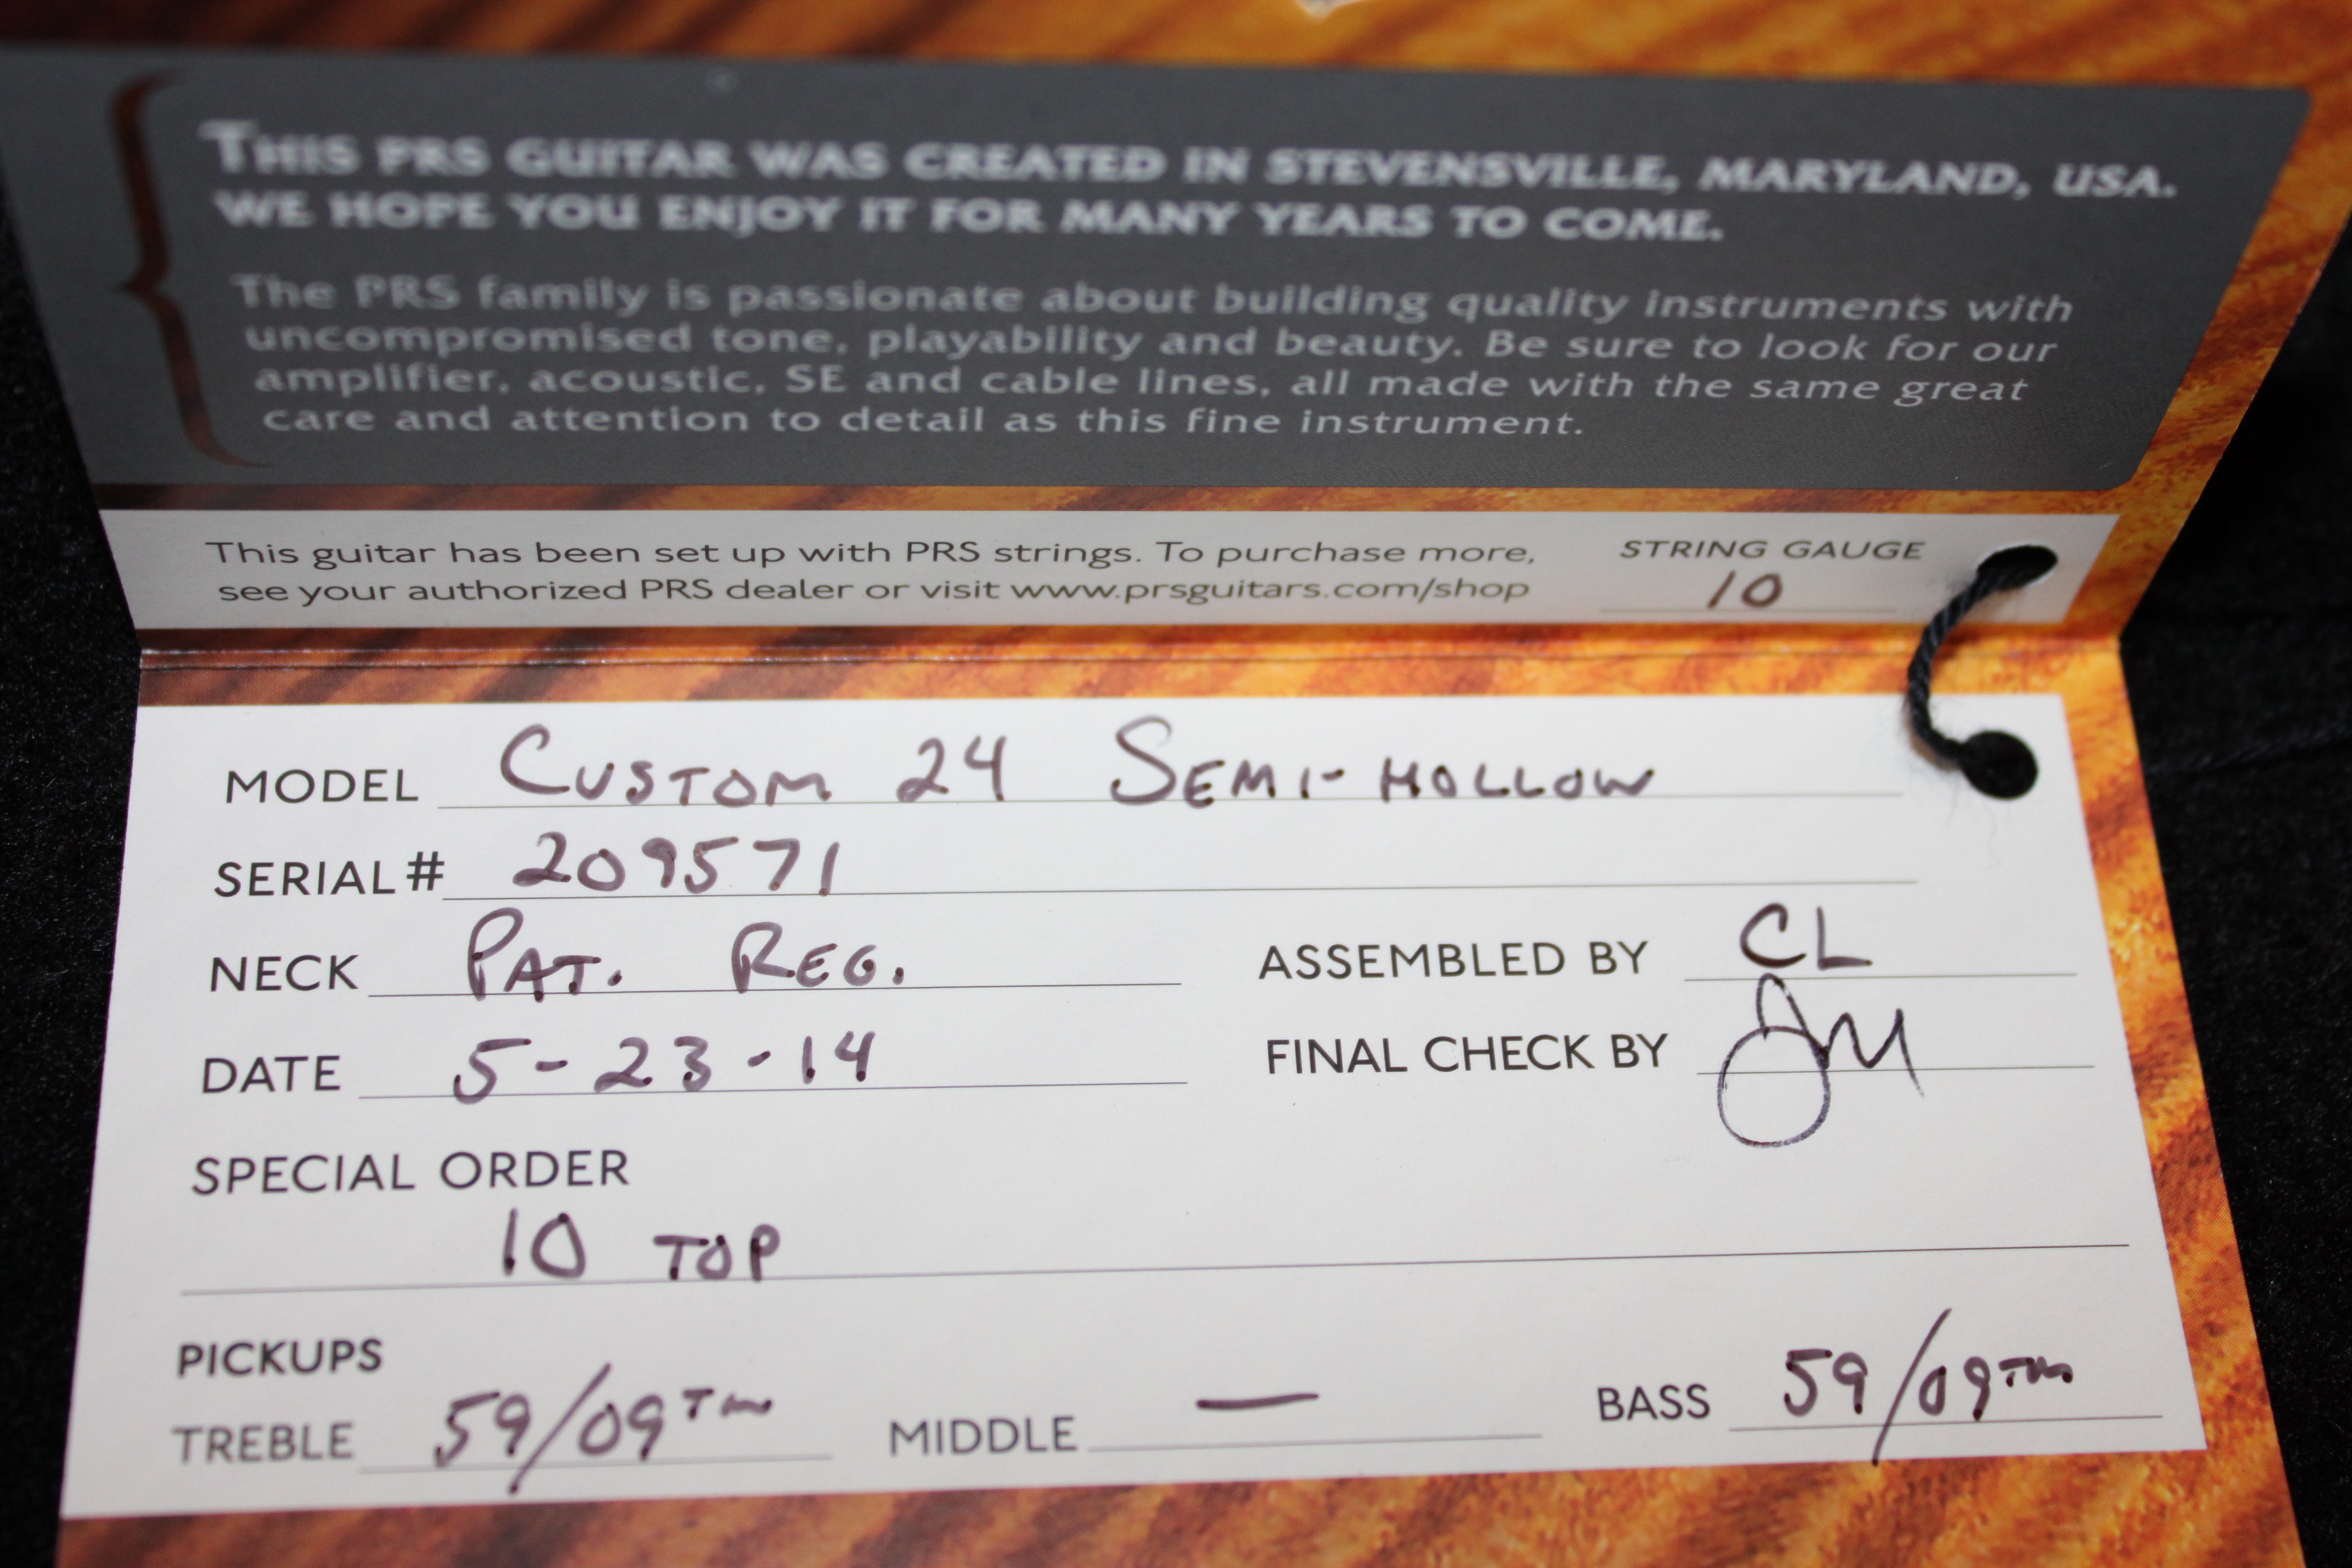 THIS PRS GUITAR WAS CREATED IN STEVENSVILLE, MARYLAND, USA.
WE HOPE YOU ENJOY IT FOR MANY YEARS TO COME.
The PRS family is passionate about building quality instruments with
uncompromised tone, playability and beauty. Be sure to look for our
amplifier, acoustic, SE and cable lines, all made with the same great
care and attention to detail as this fine instrument.
This guitar has been set up with PRS strings. To purchase more,
see your authorized PRS dealer or visit www.prsguitars.com/shop
STRING GAUGE
10
MODEL CUSTOM 24 SEMI-HOLLOW
SERIAL# 209571
NECK PAT. REG. ASSEMBLED BY CL
DATE 5-23-14 FINAL CHECK BY
SPECIAL ORDER
10 TOP
PICKUPS
TREBLE 59/09™ MIDDLE — BASS 59/09™